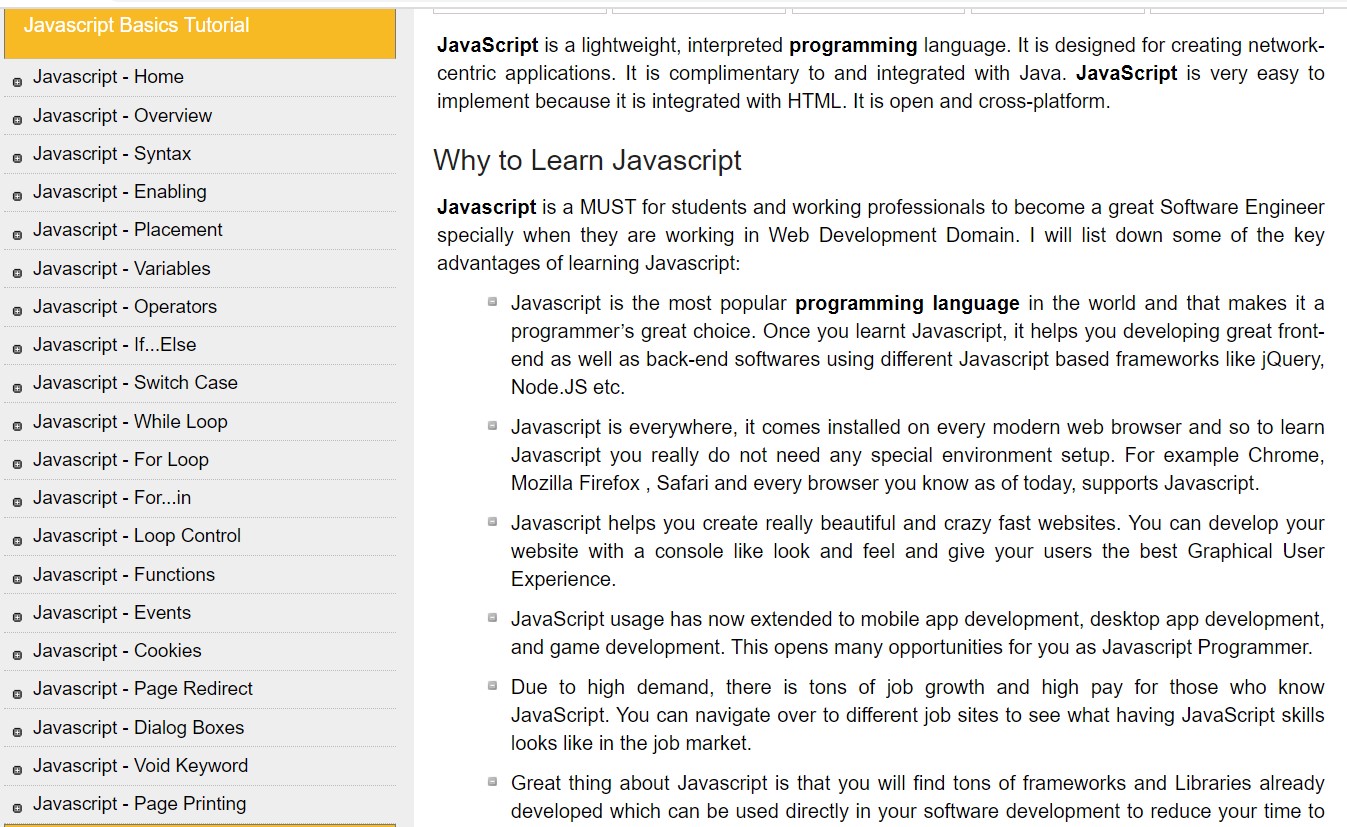 Javascript Basics Tutorial
Javascript - Home
Javascript - Overview
Javascript - Syntax
Javascript - Enabling
Javascript - Placement
Javascript - Variables
Javascript - Operators
Javascript - If...Else
Javascript - Switch Case
Javascript - While Loop
Javascript - For Loop
Javascript - For...in
Javascript - Loop Control
Javascript - Functions
Javascript - Events
Javascript - Cookies
Javascript - Page Redirect
Javascript - Dialog Boxes
Javascript - Void Keyword
Javascript - Page Printing
JavaScript is a lightweight, interpreted programming language. It is designed for creating network-
centric applications. It is complimentary to and integrated with Java. JavaScript is very easy to
implement because it is integrated with HTML. It is open and cross-platform.
Why to Learn Javascript
Javascript is a MUST for students and working professionals to become a great Software Engineer
specially when they are working in Web Development Domain. I will list down some of the key
advantages of learning Javascript:
Javascript is the most popular programming language in the world and that makes it a
programmer’s great choice. Once you learnt Javascript, it helps you developing great front-
end as well as back-end softwares using different Javascript based frameworks like jQuery,
Node.JS etc.
Javascript is everywhere, it comes installed on every modern web browser and so to learn
Javascript you really do not need any special environment setup. For example Chrome,
Mozilla Firefox , Safari and every browser you know as of today, supports Javascript.
Javascript helps you create really beautiful and crazy fast websites. You can develop your
website with a console like look and feel and give your users the best Graphical User
Experience.
JavaScript usage has now extended to mobile app development, desktop app development,
and game development. This opens many opportunities for you as Javascript Programmer.
Due to high demand, there is tons of job growth and high pay for those who know
JavaScript. You can navigate over to different job sites to see what having JavaScript skills
looks like in the job market.
Great thing about Javascript is that you will find tons of frameworks and Libraries already
developed which can be used directly in your software development to reduce your time to